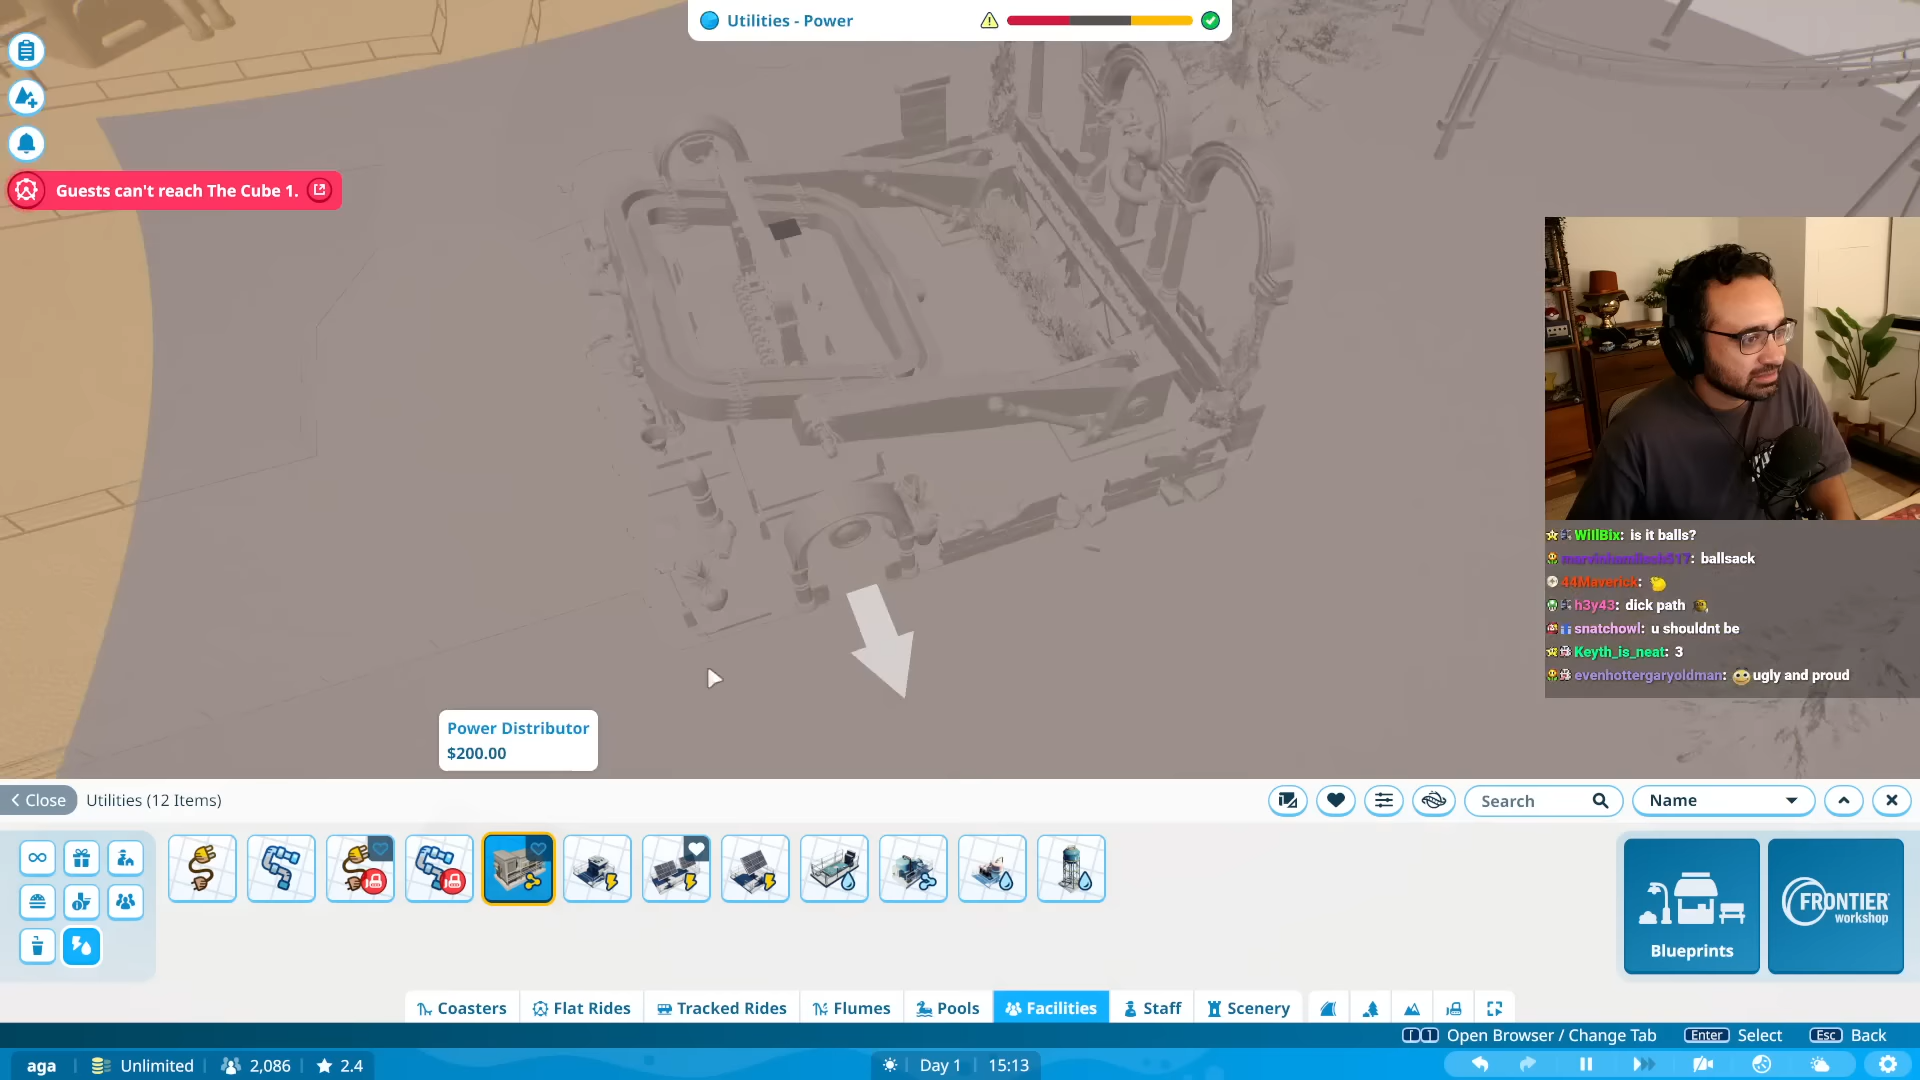 Utilities - Power
Guests can't reach The Cube 1.
WillBix: is it balls?
: ballsack
44Maverick:
h3y43: dick path
snatchowl: u shouldnt be
Keyth_is_neat: 3
evenhottergaryoldman: ugly and proud
Power Distributor
$200.00
Close
Utilities (12 Items)
Search
Name
Blueprints
FRONTIER
workshop
Coasters
Flat Rides
Tracked Rides
Flumes
Pools
Facilities
Staff
Scenery
Open Browser / Change Tab
Enter Select
Esc Back
aga
Unlimited
2,086
2.4
Day 1
15:13